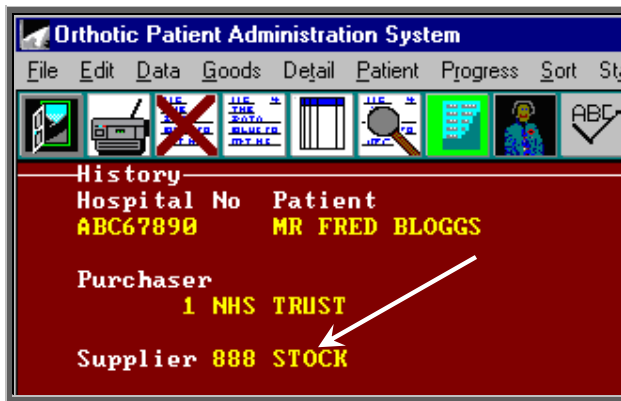 Orthotic Patient Administration System
File Edit Data Goods Detail Patient Progress Sort St
ABC
History
Hospital No Patient
ABC67890 MR FRED BLOGGS
Purchaser
1 NHS TRUST
Supplier 888 STOCK